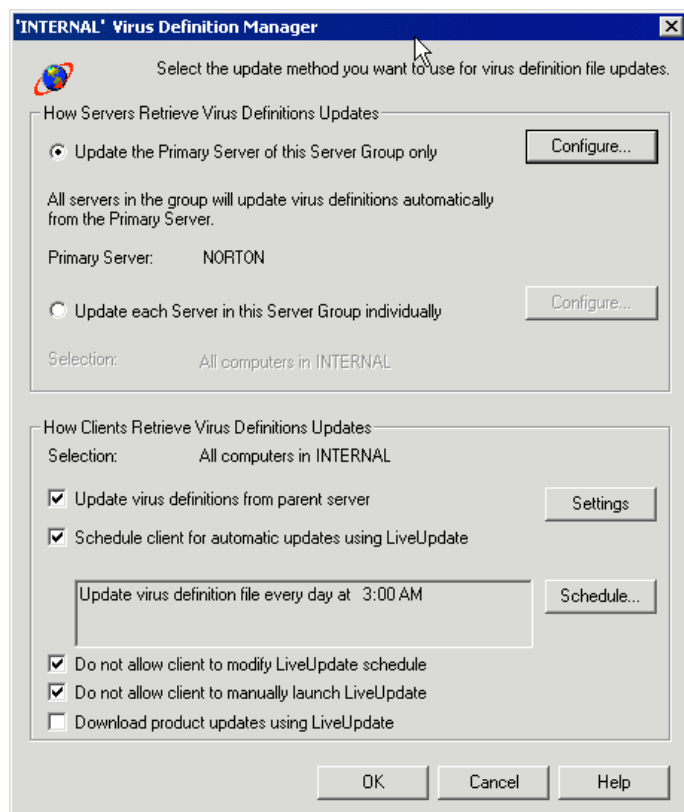 'INTERNAL' Virus Definition Manager
Select the update method you want to use for virus definition file updates.
How Servers Retrieve Virus Definitions Updates
Update the Primary Server of this Server Group only
Configure...
All servers in the group will update virus definitions automatically
from the Primary Server.
Primary Server: NORTON
Update each Server in this Server Group individually
Configure...
Selection: All computers in INTERNAL
How Clients Retrieve Virus Definitions Updates
Selection: All computers in INTERNAL
Update virus definitions from parent server
Settings
Schedule client for automatic updates using LiveUpdate
Update virus definition file every day at 3:00 AM
Schedule...
Do not allow client to modify LiveUpdate schedule
Do not allow client to manually launch LiveUpdate
Download product updates using LiveUpdate
OK Cancel Help